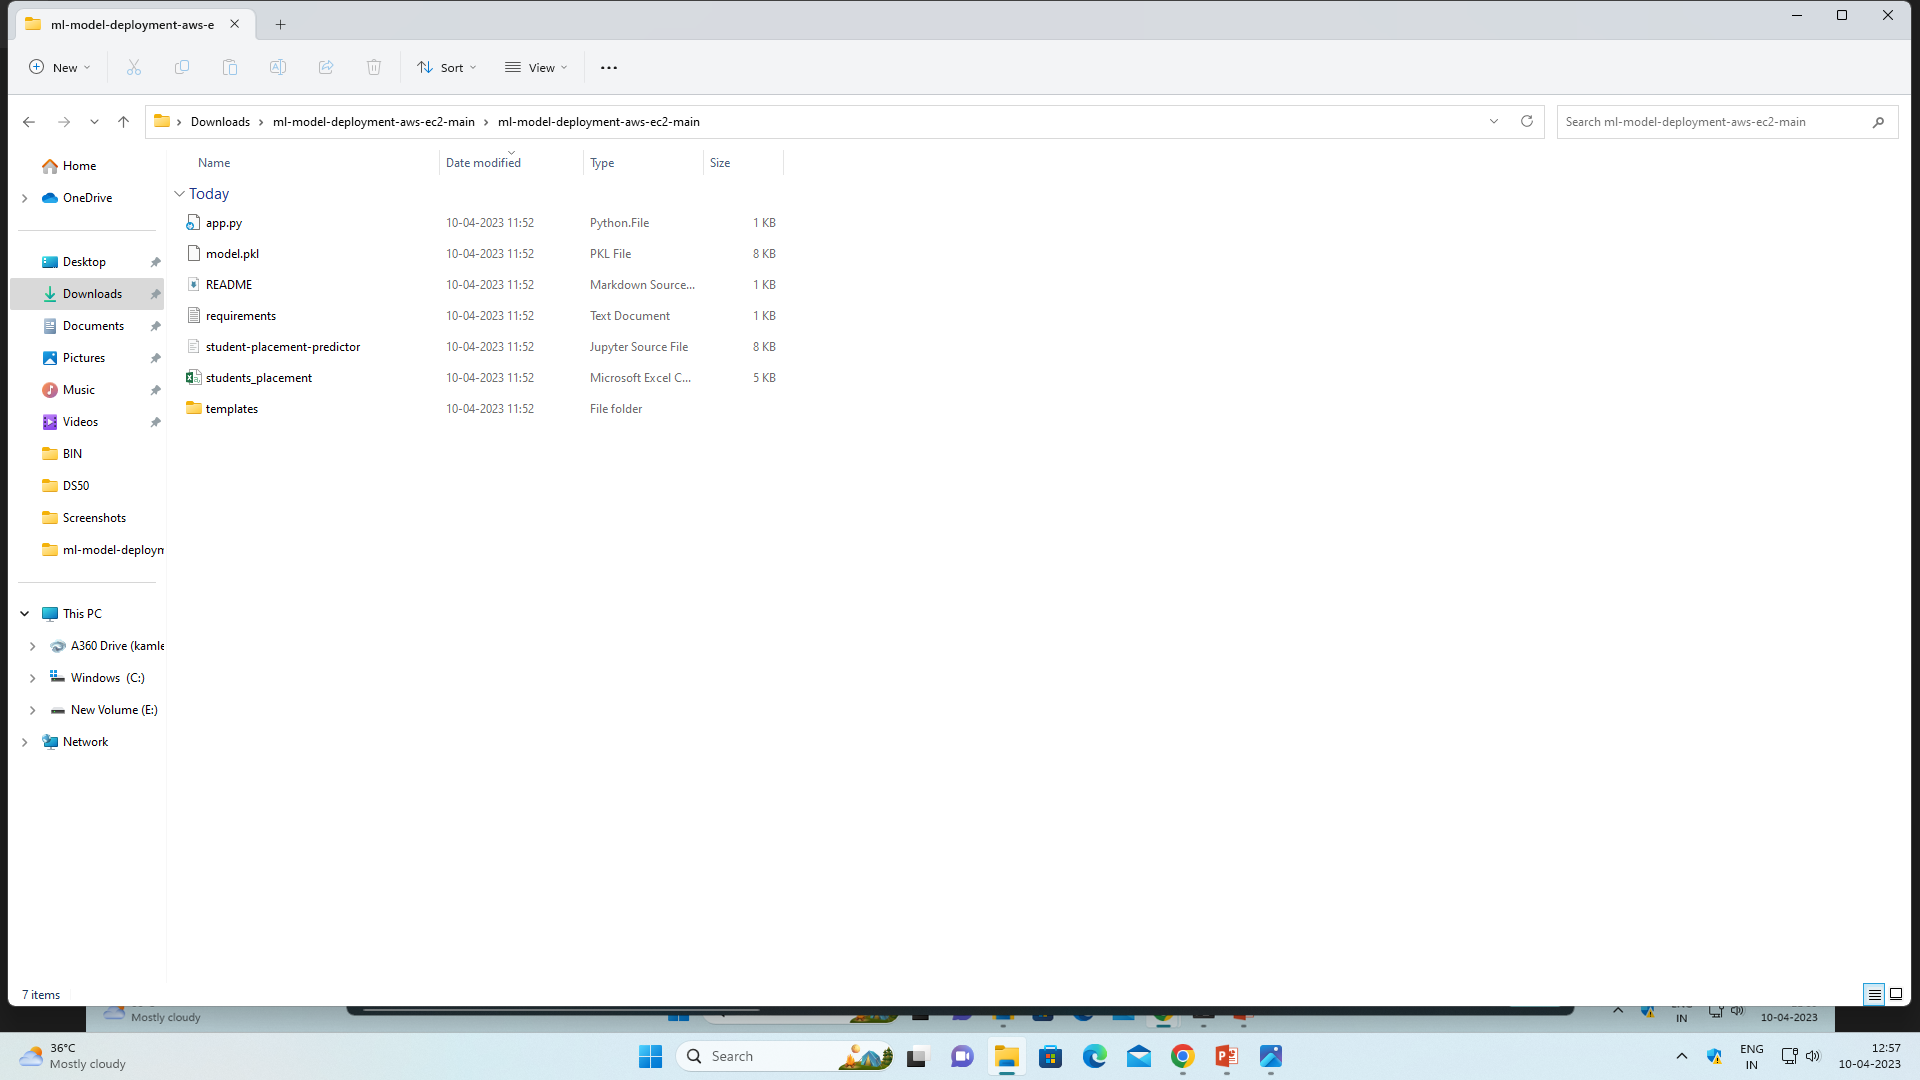 ml-model-deployment-aws-e
New
Sort
View
Downloads > ml-model-deployment-aws-ec2-main > ml-model-deployment-aws-ec2-main
Search ml-model-deployment-aws-ec2-main
Home
OneDrive
Desktop
Downloads
Documents
Pictures
Music
Videos
BIN
DS50
Screenshots
ml-model-deploym
This PC
A360 Drive (kamle
Windows (C:)
New Volume (E:)
Network
Name Date modified Type Size
Today
app.py 10-04-2023 11:52 Python.File 1 KB
model.pkl 10-04-2023 11:52 PKL File 8 KB
README 10-04-2023 11:52 Markdown Source... 1 KB
requirements 10-04-2023 11:52 Text Document 1 KB
student-placement-predictor 10-04-2023 11:52 Jupyter Source File 8 KB
students_placement 10-04-2023 11:52 Microsoft Excel C... 5 KB
templates 10-04-2023 11:52 File folder
7 items
Mostly cloudy
IN
10-04-2023
36°C
Mostly cloudy
Search
ENG
IN
12:57
10-04-2023